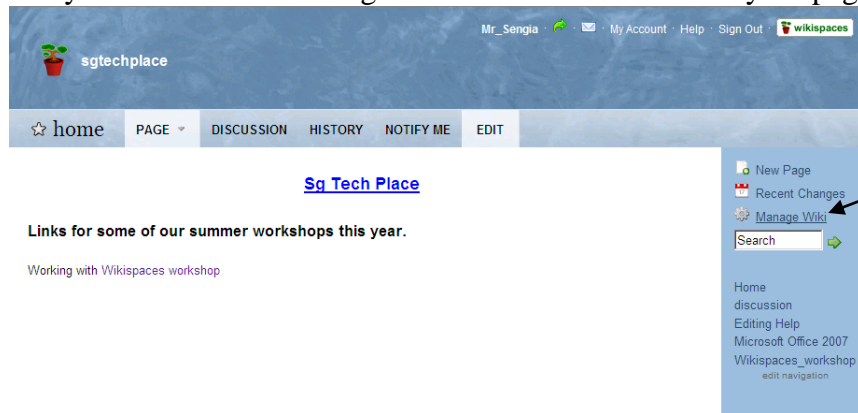 Mr_Sengia · · · My Account · Help · Sign Out · wikispaces
sgtechplace
home PAGE DISCUSSION HISTORY NOTIFY ME EDIT
Sg Tech Place
Links for some of our summer workshops this year.
Working with Wikispaces workshop
New Page
Recent Changes
Manage Wiki
Search
Home
discussion
Editing Help
Microsoft Office 2007
Wikispaces_workshop
edit navigation